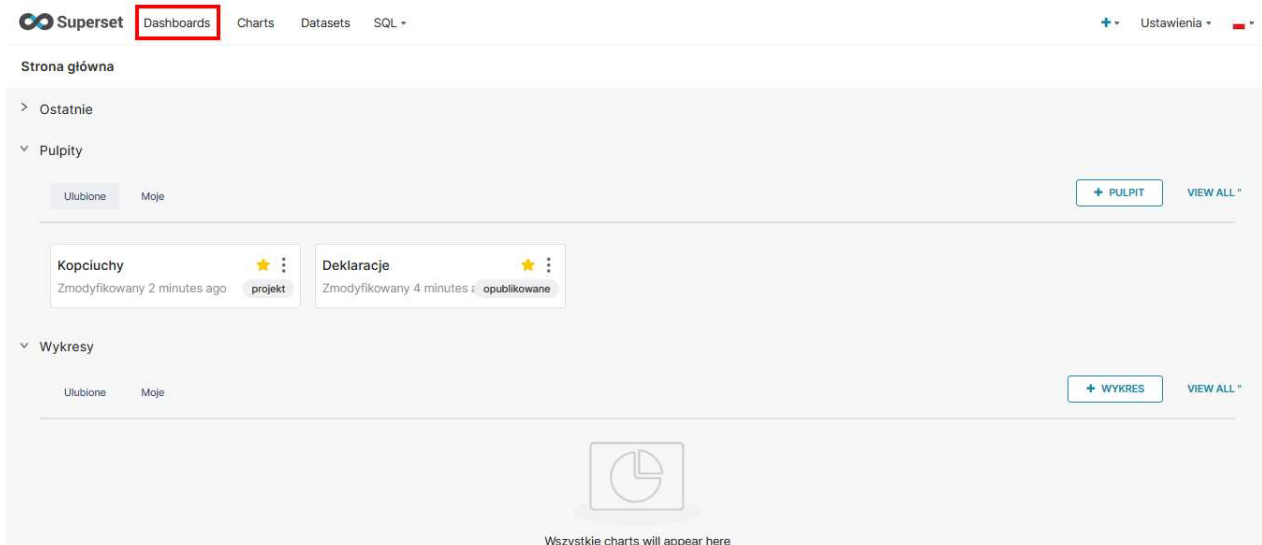 Superset Dashboards Charts Datasets SQL Ustawienia
Strona główna
Ostatnie
Pulpity
Ulubione Moje + PULPIT VIEW ALL "
Kopciuchy Deklaracje
Zmodyfikowany 2 minutes ago projekt Zmodyfikowany 4 minutes opublikowane
Wykresy
Ulubione Moje + WYKRES VIEW ALL "
Wszystkie charts will appear here